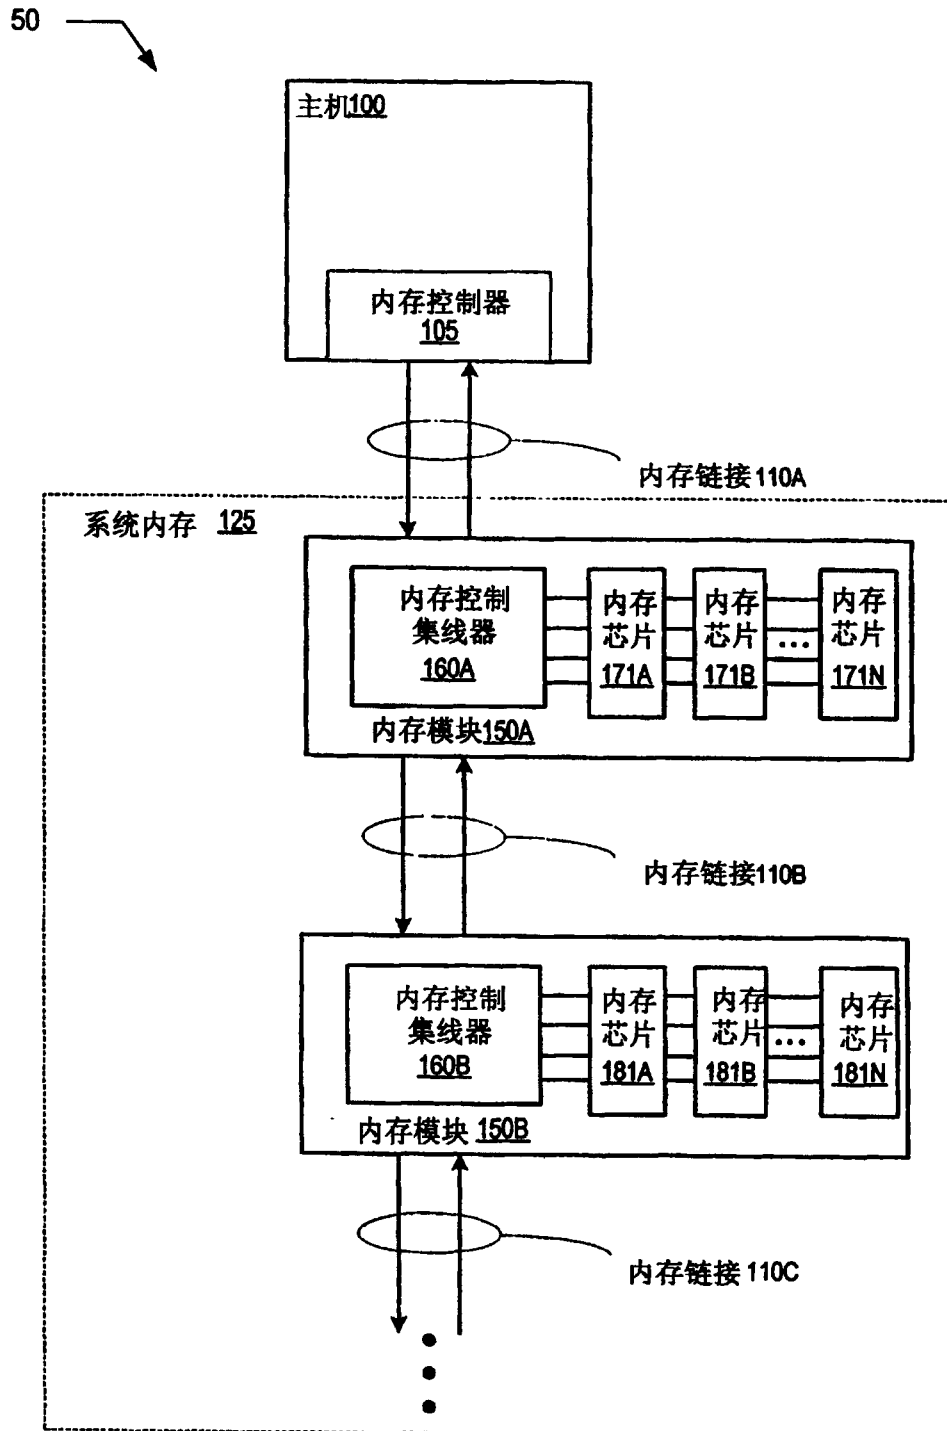 50
主机100
内存控制器
105
内存链接110A
系统内存 125
内存控制
集线器
160A
内存
芯片
171A
内存
芯片
171B
...
内存
芯片
171N
内存模块150A
内存链接110B
内存控制
集线器
160B
内存
芯片
181A
内存
芯片
181B
...
内存
芯片
181N
内存模块 150B
内存链接 110C